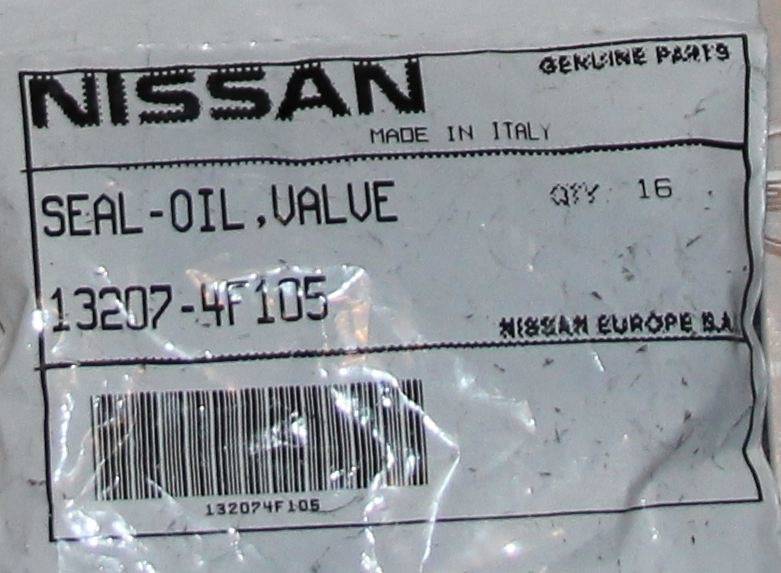 NISSAN
GENUINE PARTS
MADE IN ITALY
SEAL-OIL,VALVE
QTY 16
13207-4F105
NISSAN EUROPE S.A
132074F105